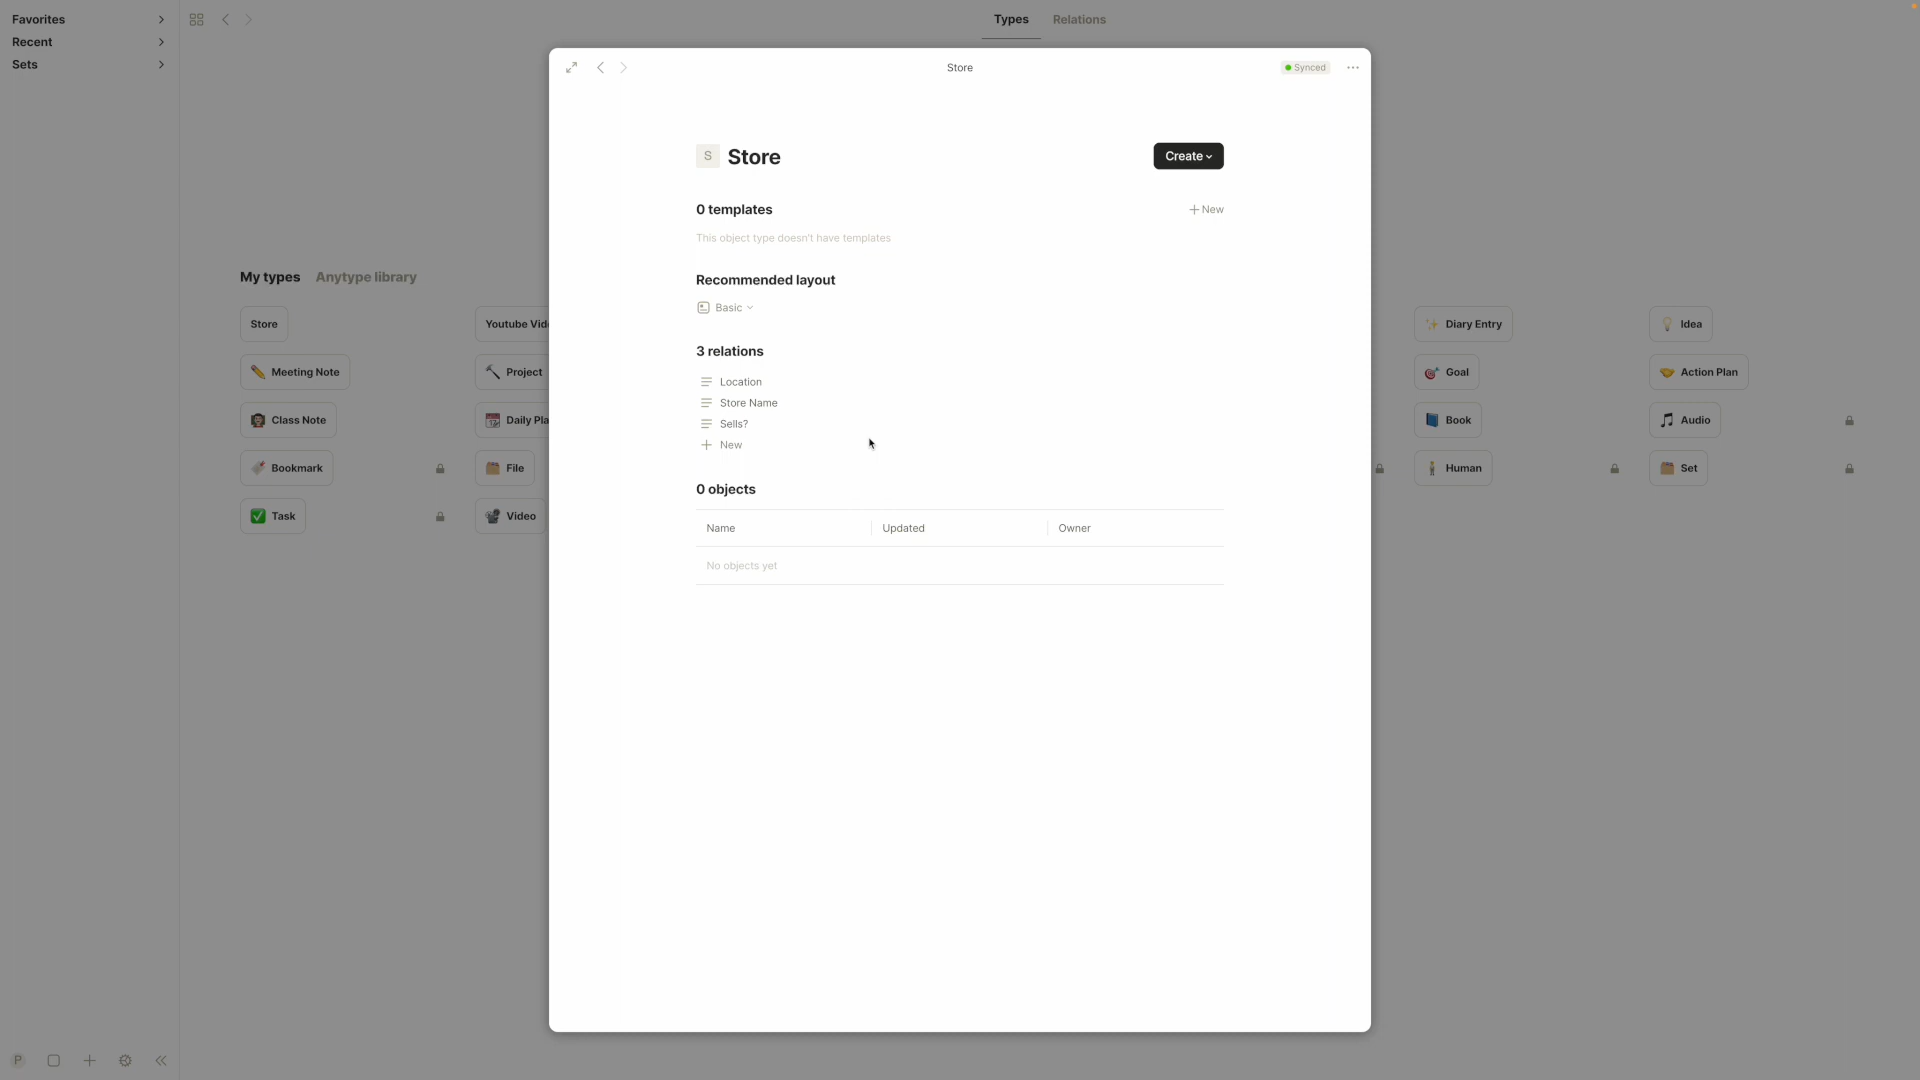 Favorites
Recent
Sets
Types
Relations
Store
Synced
S
Store
Create
0 templates
New
This object type doesn't have templates
Recommended layout
Basic
3 relations
Location
Store Name
Sells?
New
0 objects
Name
Updated
Owner
No objects yet
My types
Anytype library
Store
Youtube
Diary Entry
Idea
Meeting Note
Project
Goal
Action Plan
Class Note
Daily
Book
Audio
Bookmark
File
Human
Set
Task
Video
P